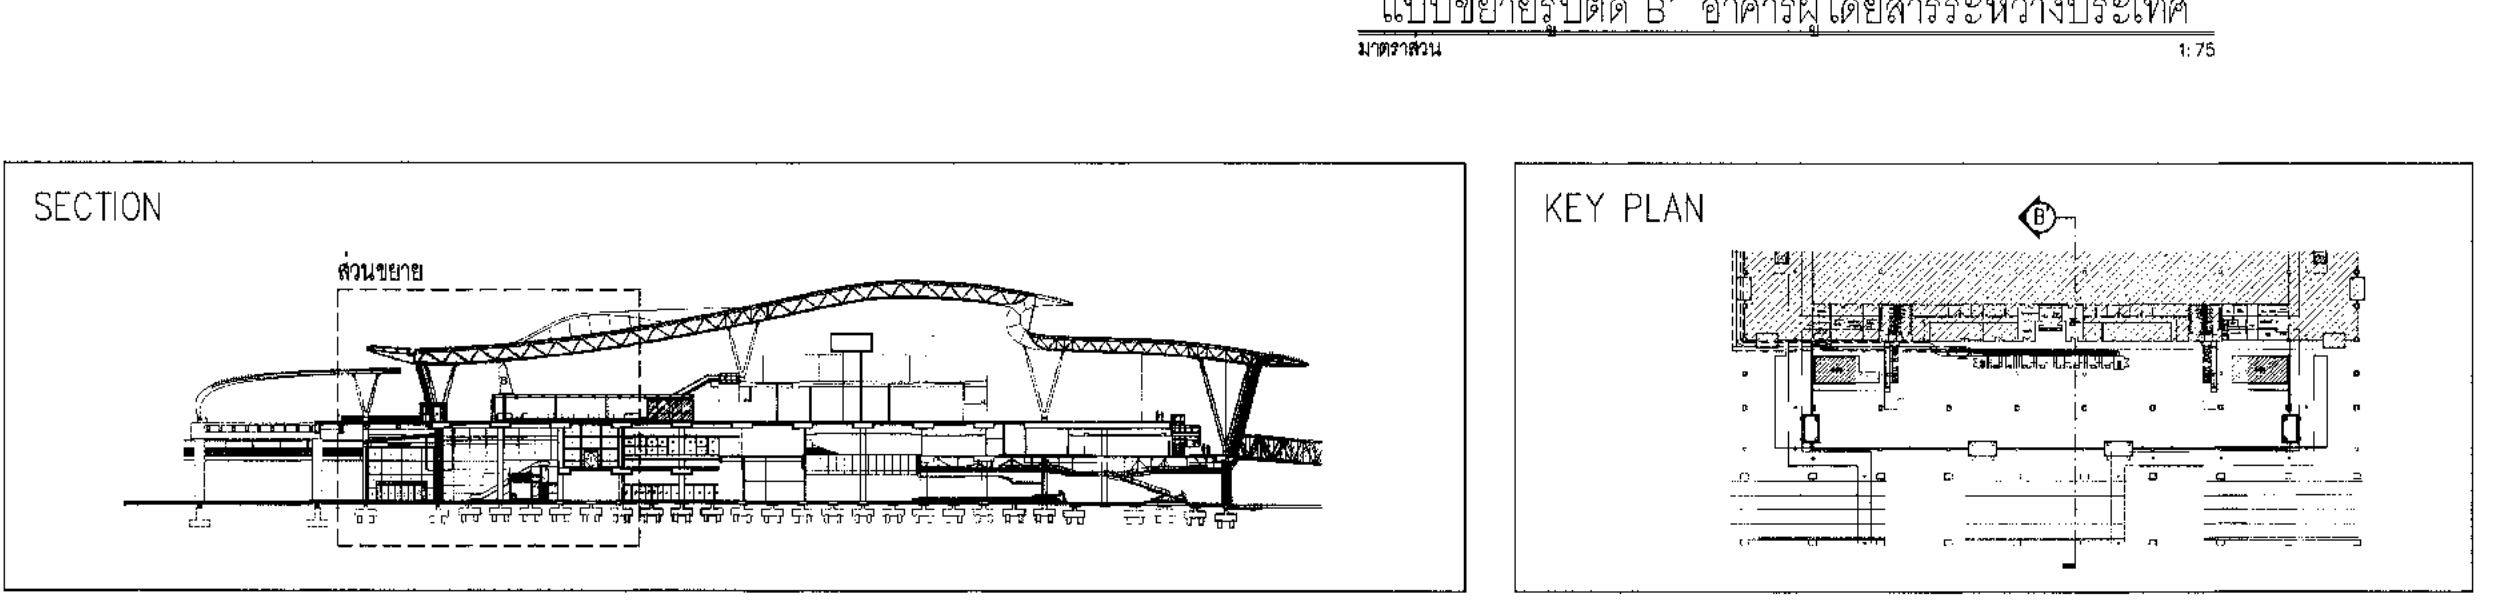 แบบขยายรูปตัด B' อาคารผู้โดยสารระหว่างประเทศ
มาตราส่วน 1:75
SECTION
ส่วนขยาย
KEY PLAN
B'